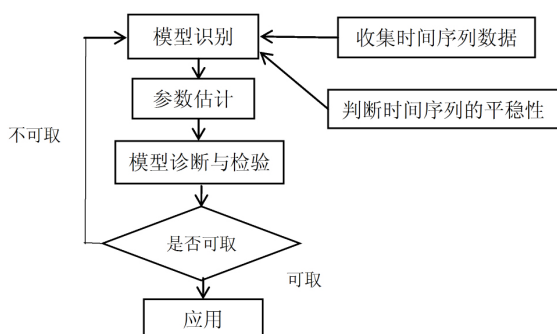 模型识别
收集时间序列数据
参数估计
判断时间序列的平稳性
不可取
模型诊断与检验
是否可取
可取
应用